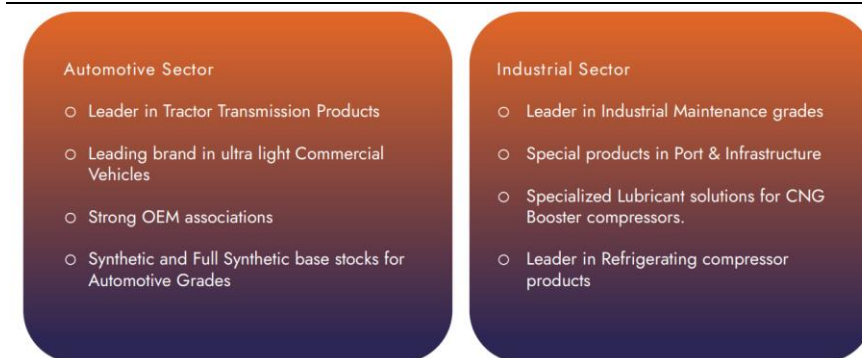 Automotive Sector
○ Leader in Tractor Transmission Products
○ Leading brand in ultra light Commercial
Vehicles
○ Strong OEM associations
○ Synthetic and Full Synthetic base stocks for
Automotive Grades
Industrial Sector
○ Leader in Industrial Maintenance grades
○ Special products in Port & Infrastructure
○ Specialized Lubricant solutions for CNG
Booster compressors.
○ Leader in Refrigerating compressor
products